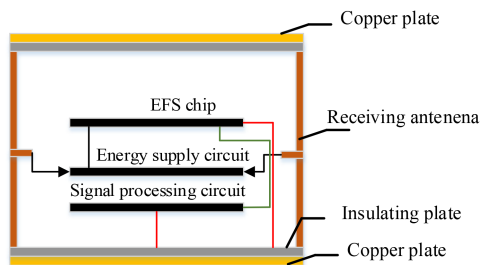 Copper plate
EFS chip
Receiving antenena
Energy supply circuit
Signal processing circuit
Insulating plate
Copper plate